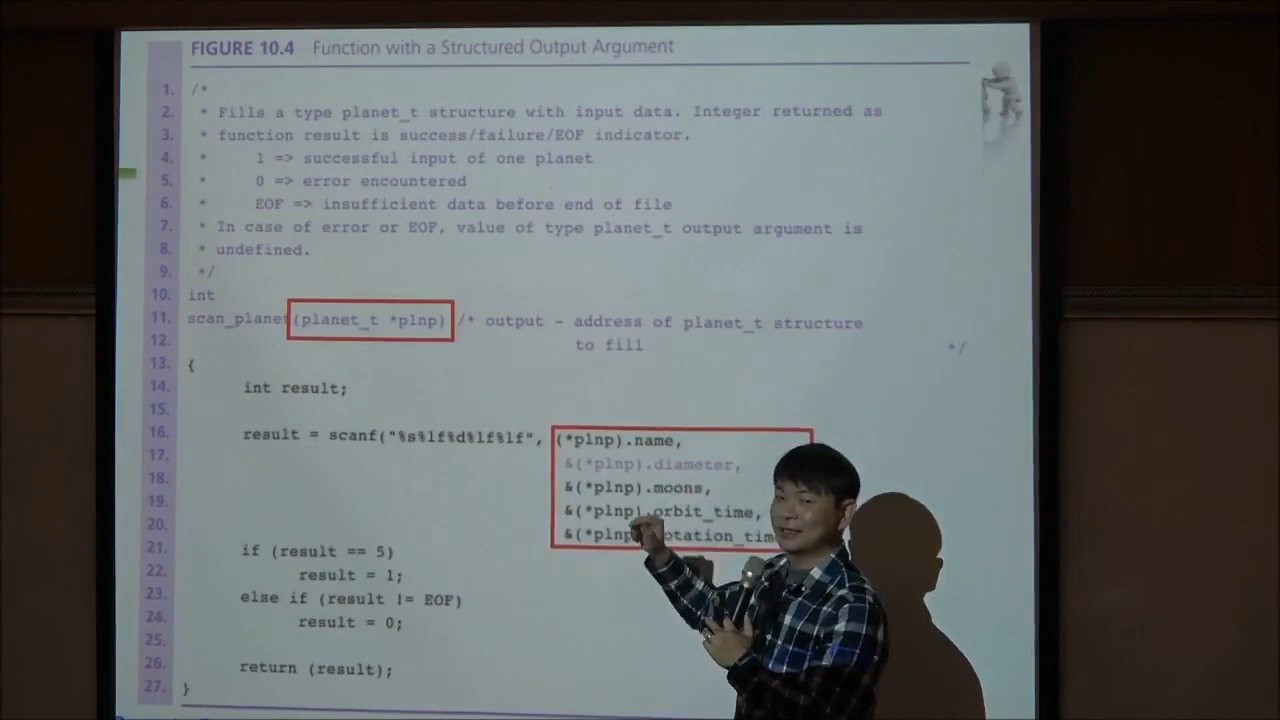 FIGURE 10.4 Function with a Structured Output Argument
1. /*
2. * Fills a type planet_t structure with input data. Integer returned as
3. * function result is success/failure/EOF indicator.
4. * 1 => successful input of one planet
5. * 0 => error encountered
6. * EOF => insufficient data before end of file
7. * In case of error or EOF, value of type planet_t output argument is
8. * undefined.
9. */
10. int
11. scan_planet(planet_t *plnp) /* output - address of planet_t structure
12. to fill */
13. {
14. int result;
15.
16. result = scanf("%s%lf%d%lf%lf", (*plnp).name,
17. &(*plnp).diameter,
18. &(*plnp).moons,
19. &(*plnp).orbit_time,
20. &(*plnp
21. if (result == 5)
22. result = 1;
23. else if (result != EOF)
24. result = 0;
25.
26. return (result);
27. }